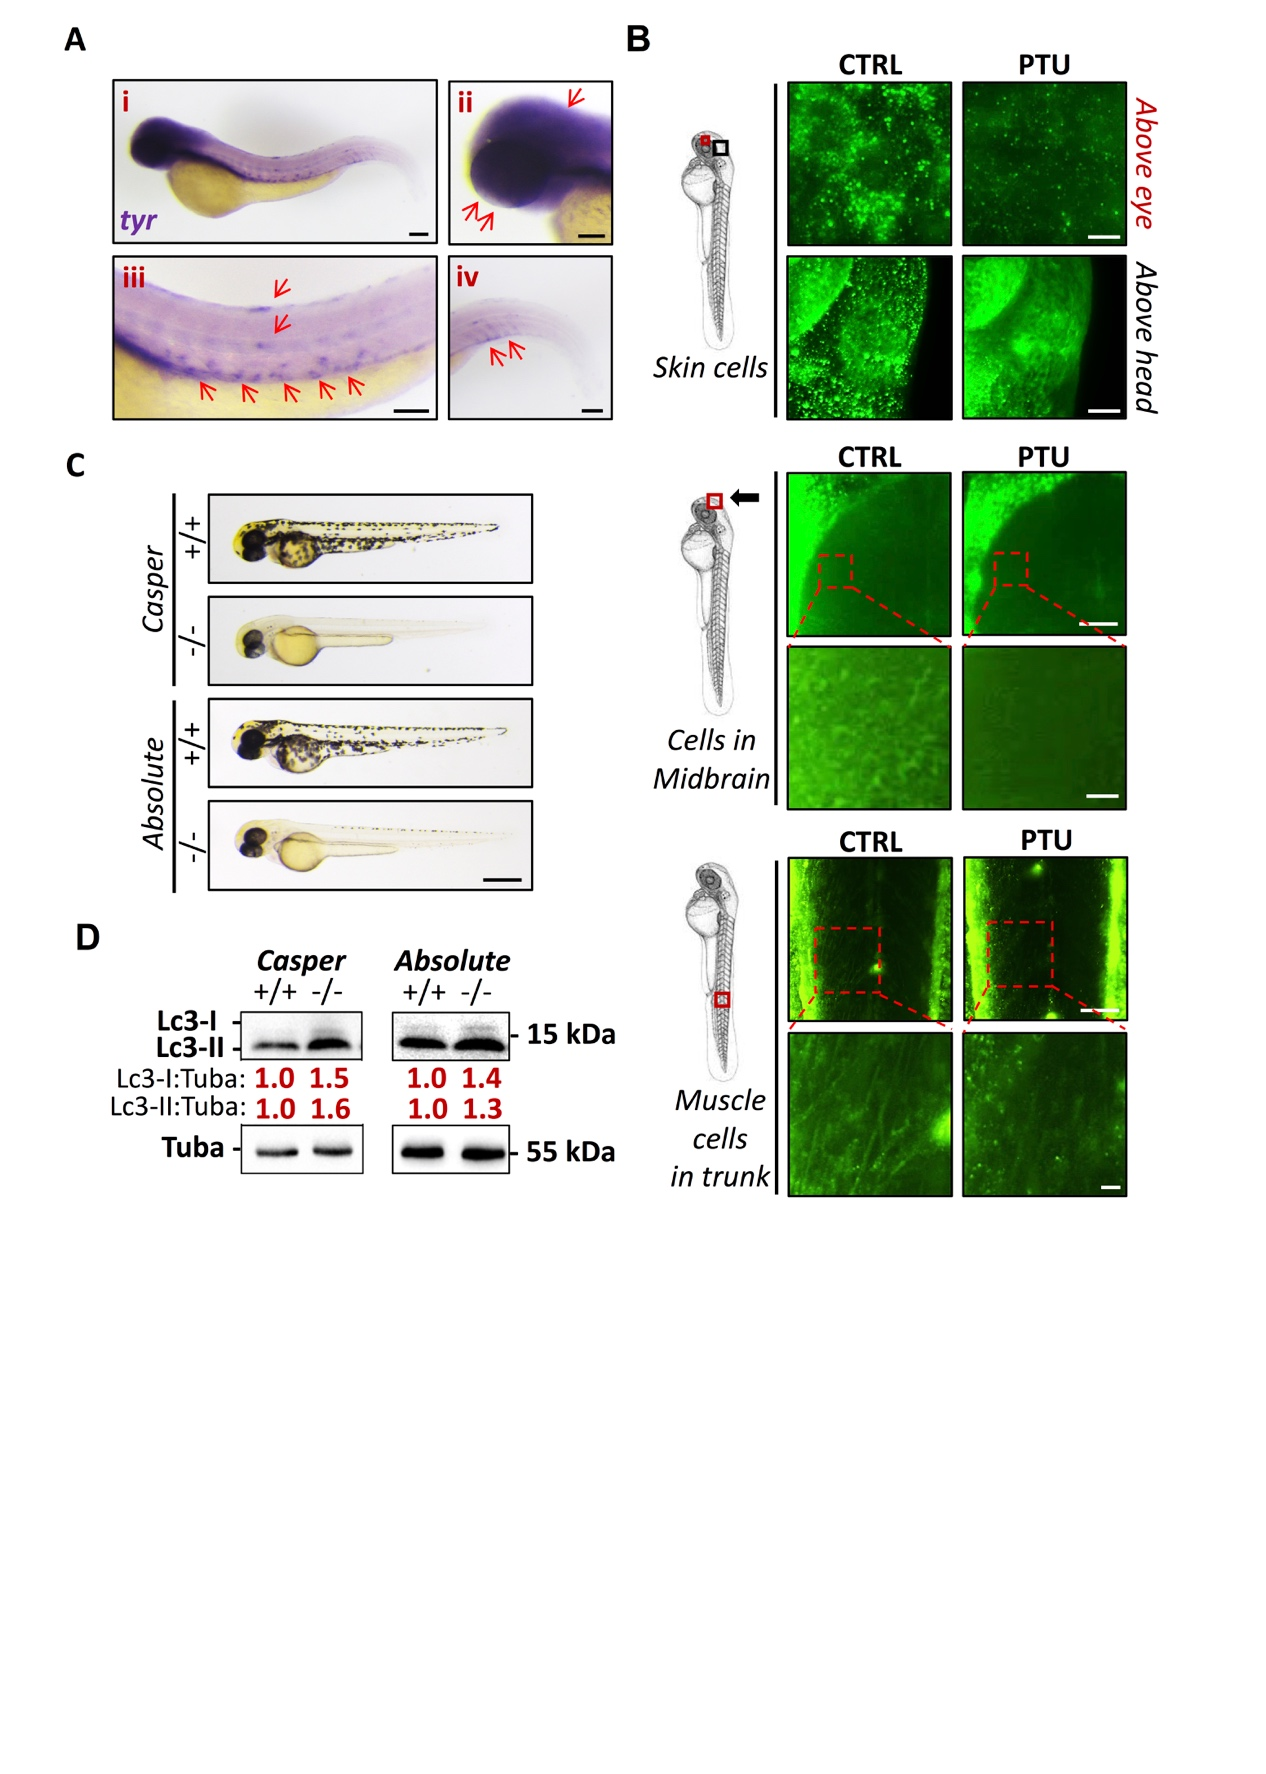 A
i
tyr
ii
iii
iv
B
CTRL PTU
Above eye
Above head
Skin cells
CTRL PTU
Cells in
Midbrain
CTRL PTU
Muscle
cells
in trunk
C
Casper
+/+
-/-
Absolute
+/+
-/-
D
Casper Absolute
+/+ -/- +/+ -/-
Lc3-I -
Lc3-II -
- 15 kDa
Lc3-I:Tuba: 1.0 1.5 1.0 1.4
Lc3-II:Tuba: 1.0 1.6 1.0 1.3
Tuba - - 55 kDa